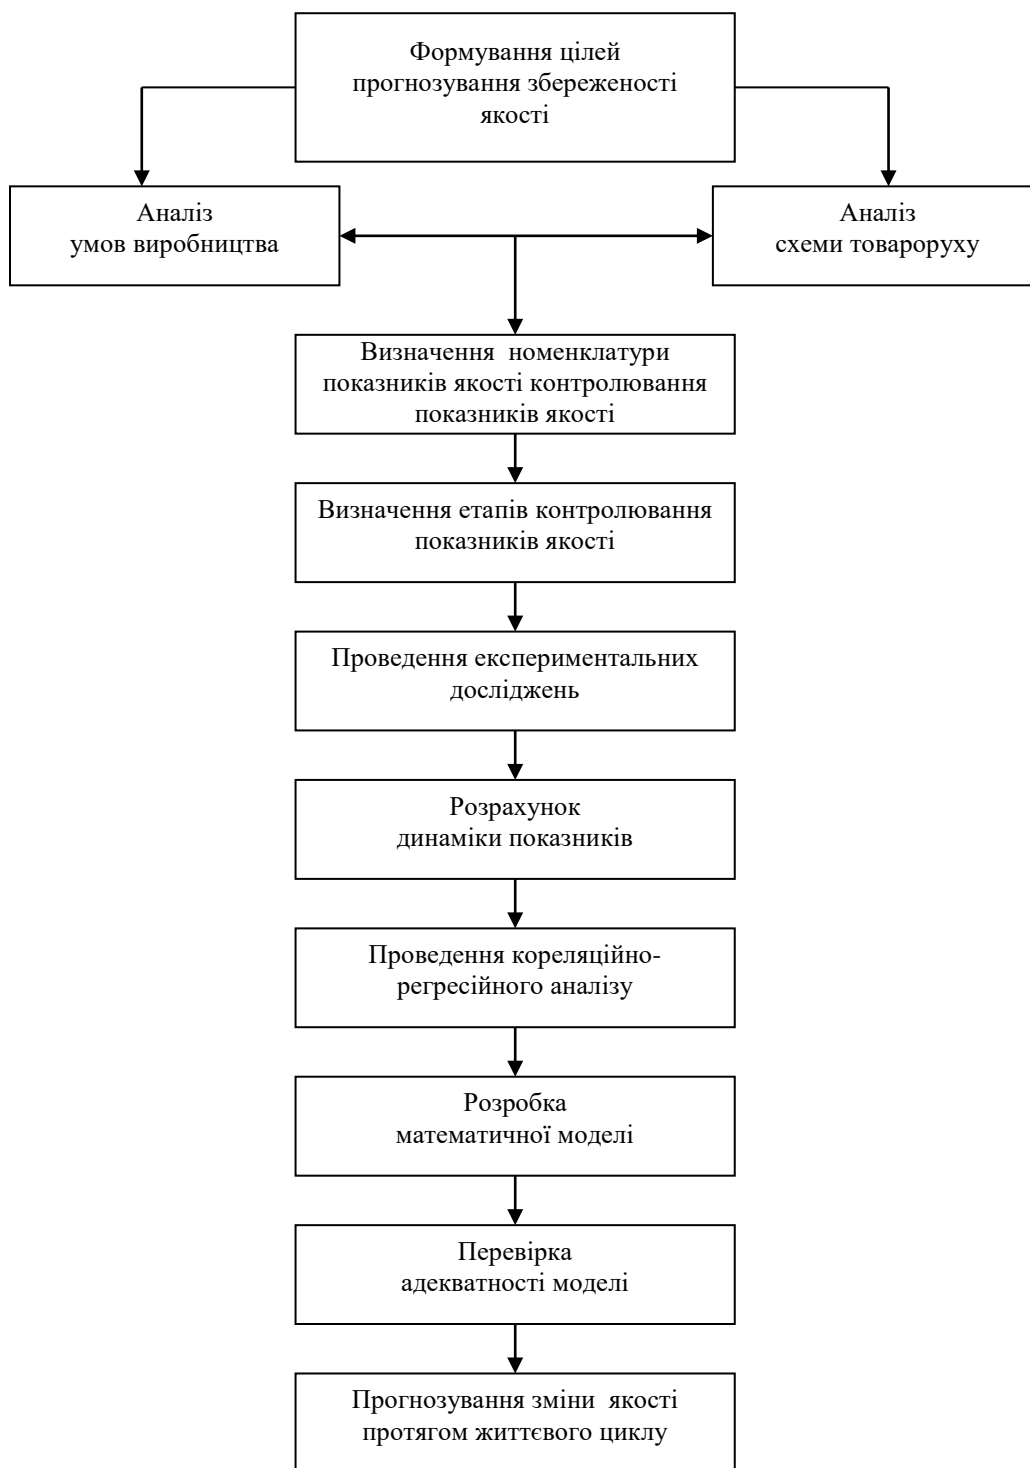 Формування цілей
прогнозування збереженості
якості
Аналіз
умов виробництва
Аналіз
схеми товароруху
Визначення  номенклатури
показників якості контролювання
показників якості
Визначення етапів контролювання
показників якості
Проведення експериментальних
досліджень
Розрахунок
динаміки показників
Проведення кореляційно-
регресійного аналізу
Розробка
математичної моделі
Перевірка
адекватності моделі
Прогнозування зміни  якості
протягом життєвого циклу